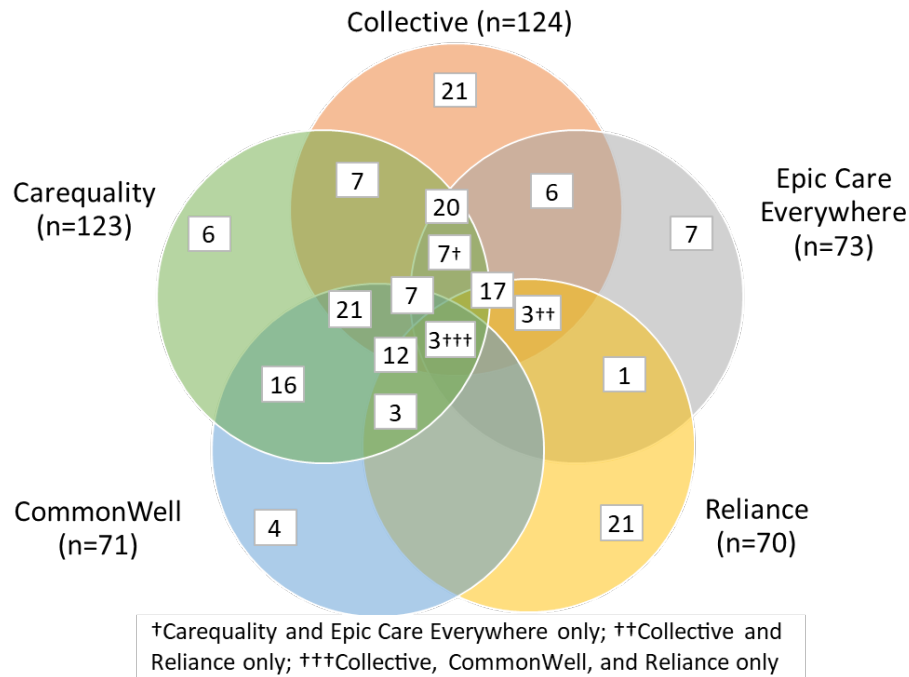 Collective (n=124)
21
7
6
Carequality
(n=123)
Epic Care
Everywhere
(n=73)
6
20
7
7†
7
17
21
3††
12
3†††
16
1
3
CommonWell
(n=71)
4
21
Reliance
(n=70)
†Carequality and Epic Care Everywhere only; ††Collective and
Reliance only; †††Collective, CommonWell, and Reliance only